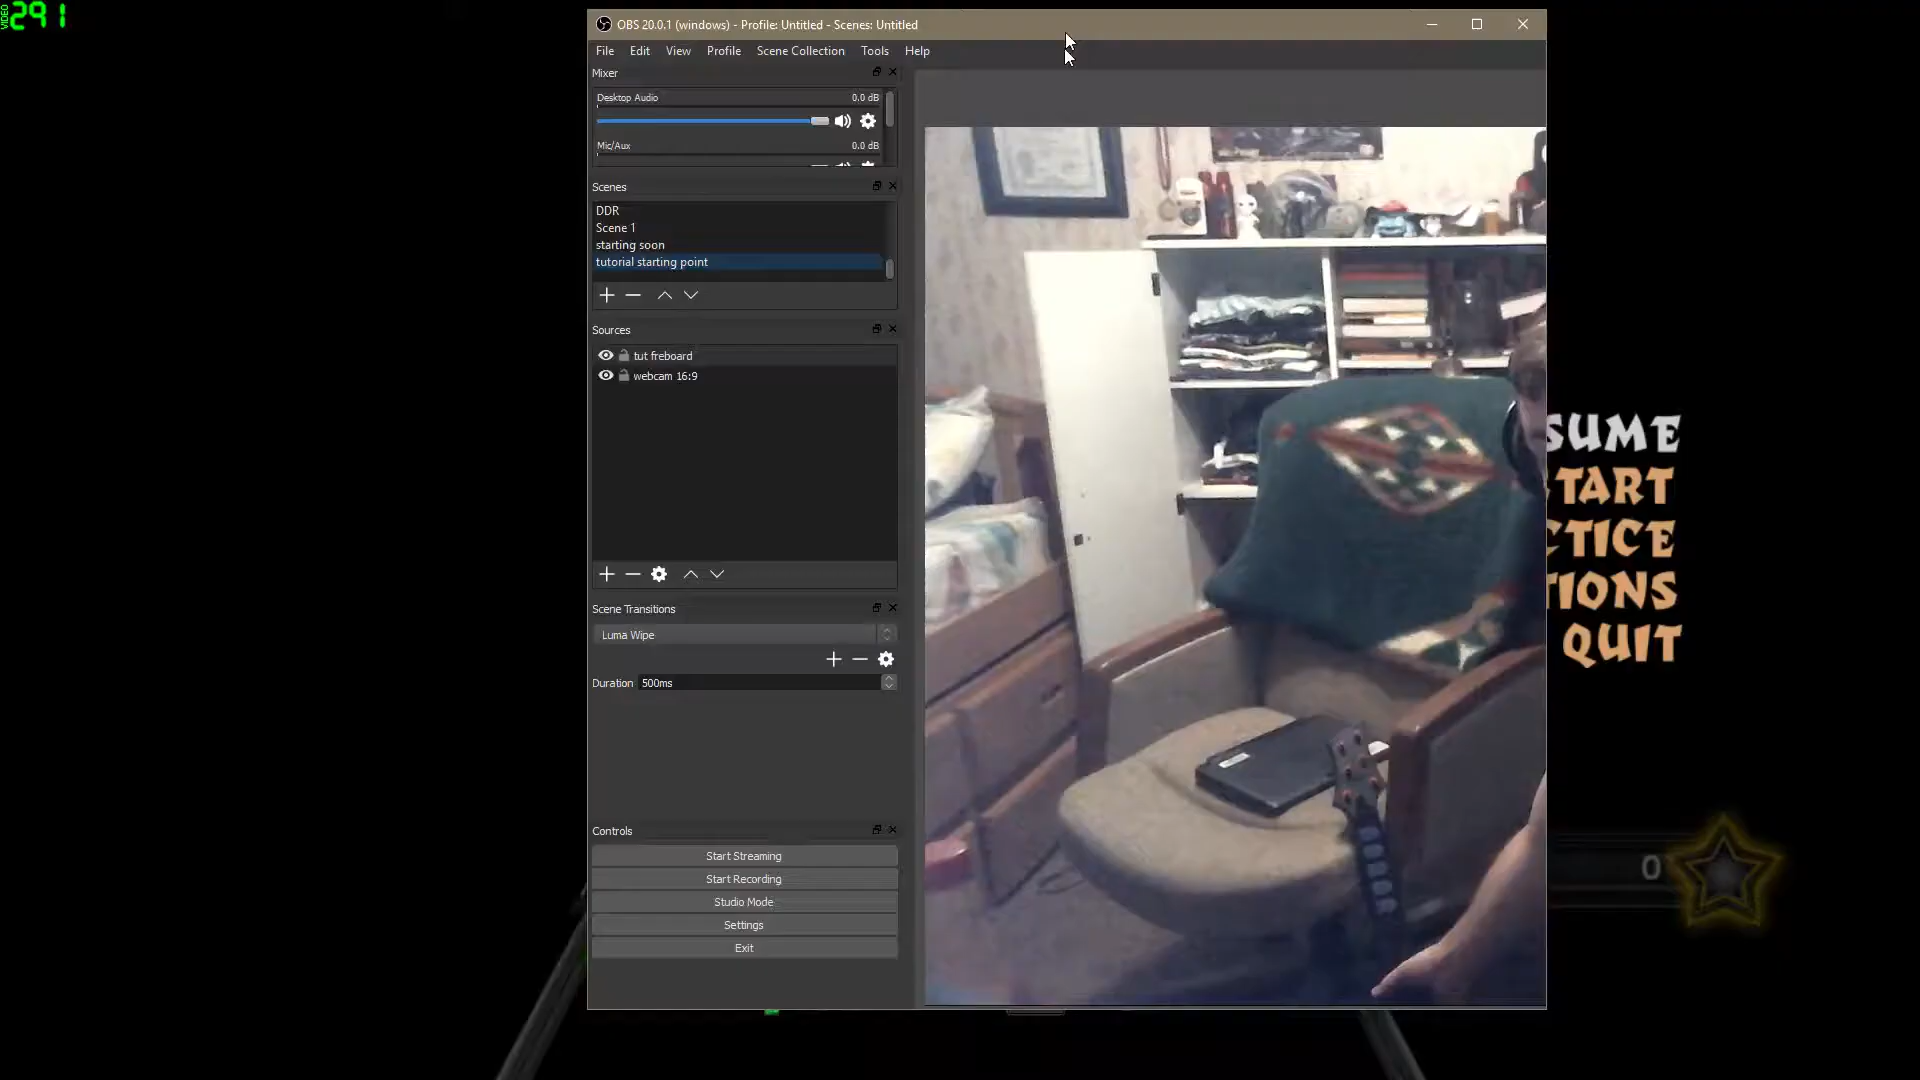 VIDEO 291
OBS 20.0.1 (windows) - Profile: Untitled - Scenes: Untitled
File Edit View Profile Scene Collection Tools Help
Mixer
Desktop Audio 0.0 dB
Mic/Aux 0.0 dB
Scenes
DDR
Scene 1
starting soon
tutorial starting point
Sources
tut freboard
webcam 16:9
Scene Transitions
Luma Wipe
Duration 500ms
Controls
Start Streaming
Start Recording
Studio Mode
Settings
Exit
SUME
TART
CTICE
TIONS
QUIT
0